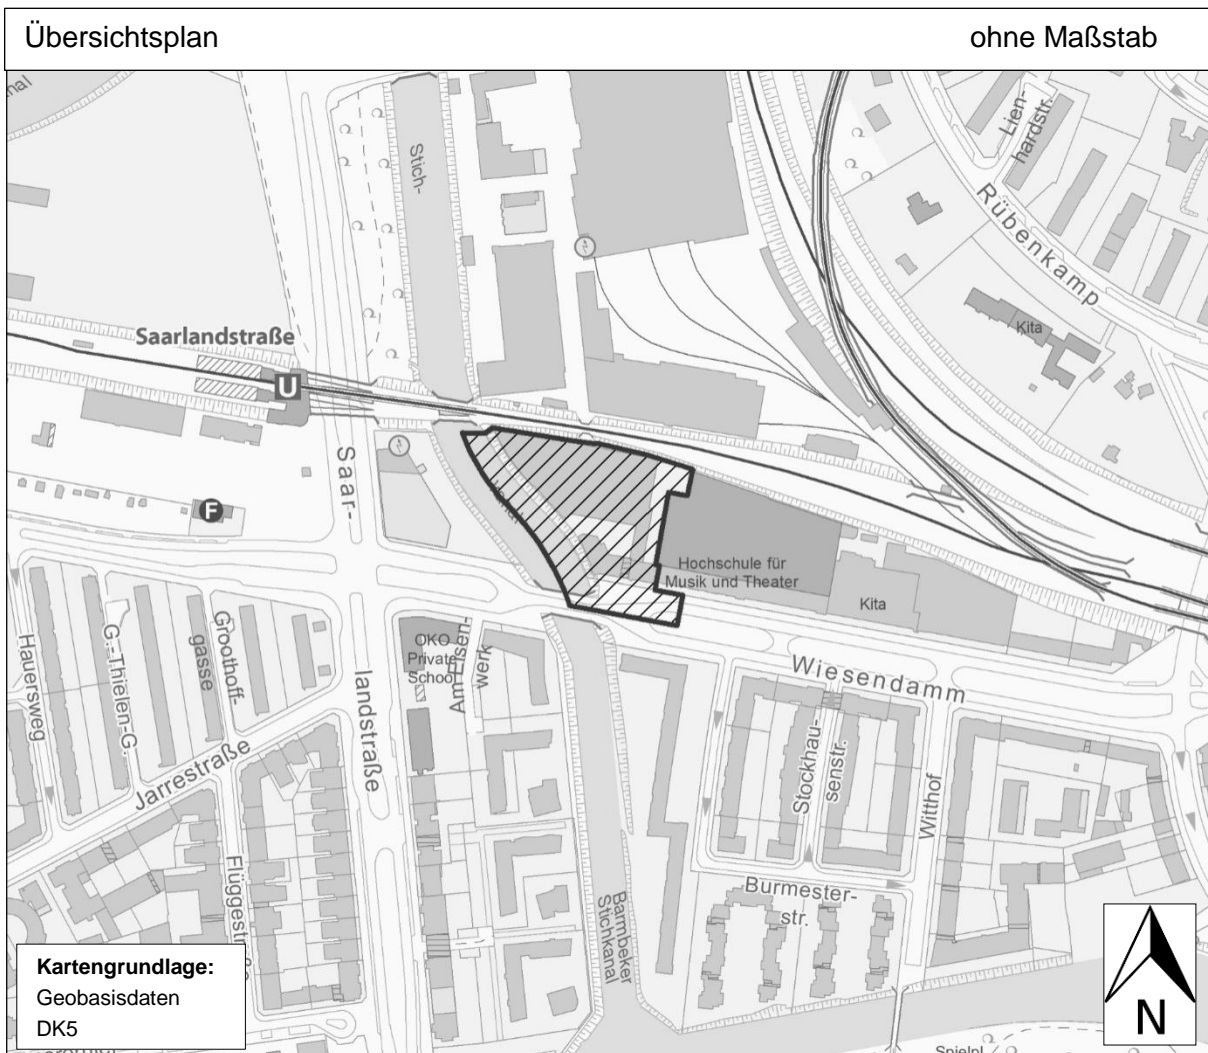 Übersichtsplan
ohne Maßstab
Stich-
Lien-
hardstr.
Rübenkamp
Kita
Saarlandstraße
U
Saar-
F
Hochschule für
Musik und Theater
Kita
Wiesendamm
OKO
Private
School
Am Eisen-
werk
landstraße
Hauersweg
G.-Thielen-G.
Groothoff-
gasse
Jarrestraße
Flüggestraße
Stockhau-
senstr.
Witthof
Burmester-
str.
Barmbeker
Stichkanal
Kartengrundlage:
Geobasisdaten
DK5
N